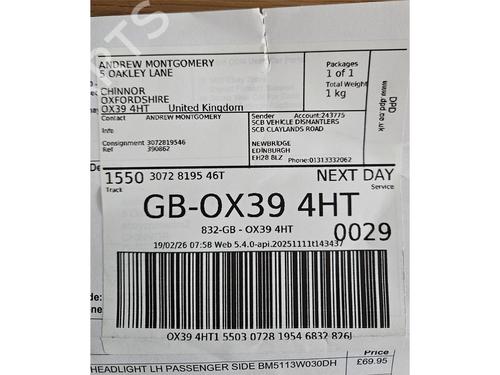 ANDREW MONTGOMERY
5 OAKLEY LANE
CHINNOR
OXFORDSHIRE
OX39 4HT United Kingdom
Packages
1 of 1
Total Weight
1 kg
DPD
www.dpd.co.uk
Contact ANDREW MONTGOMERY
Info
Consignment 3072819546
Ref 390862
Sender Account:243775
SCB VEHICLE DISMANTLERS
SCB CLAYLANDS ROAD
NEWBRIDGE
EDINBURGH
EH28 8LZ Phone:01313332062
1550 3072 8195 46T NEXT DAY
Track Service
GB-OX39 4HT
832-GB - OX39 4HT
0029
19/02/26 07:58 Web 5.4.0-api.20251111t143437
OX39 4HT1 5503 0728 1954 6832 826J
Price
HEADLIGHT LH PASSENGER SIDE BM5113W030DH £69.95